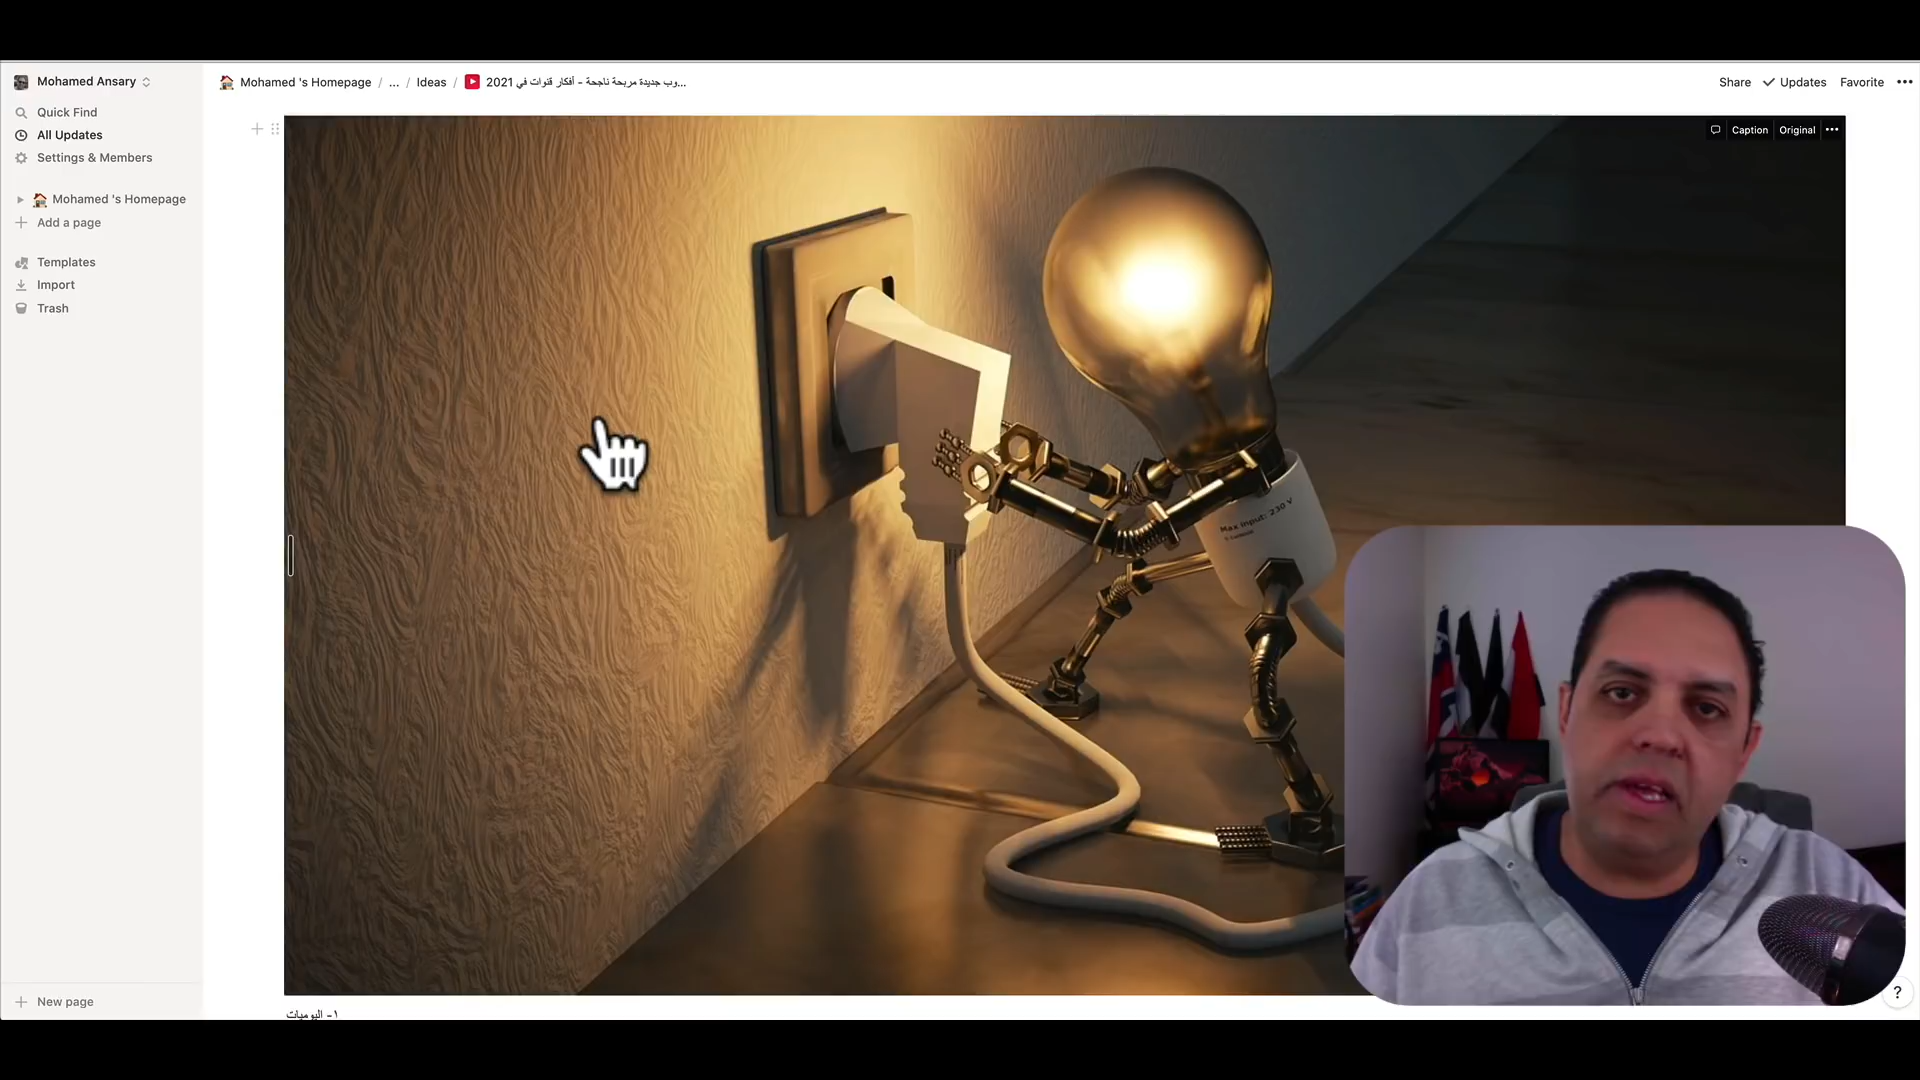 Mohamed Ansary
Mohamed 's Homepage / ... / Ideas / وب جديدة مربحة ناجحة - أفكار قنوات في 2021...
Share
Updates
Favorite
Quick Find
All Updates
Settings & Members
Mohamed 's Homepage
Add a page
Templates
Import
Trash
Caption
Original
Max input: 230 V
New page
?
١- اليوميات